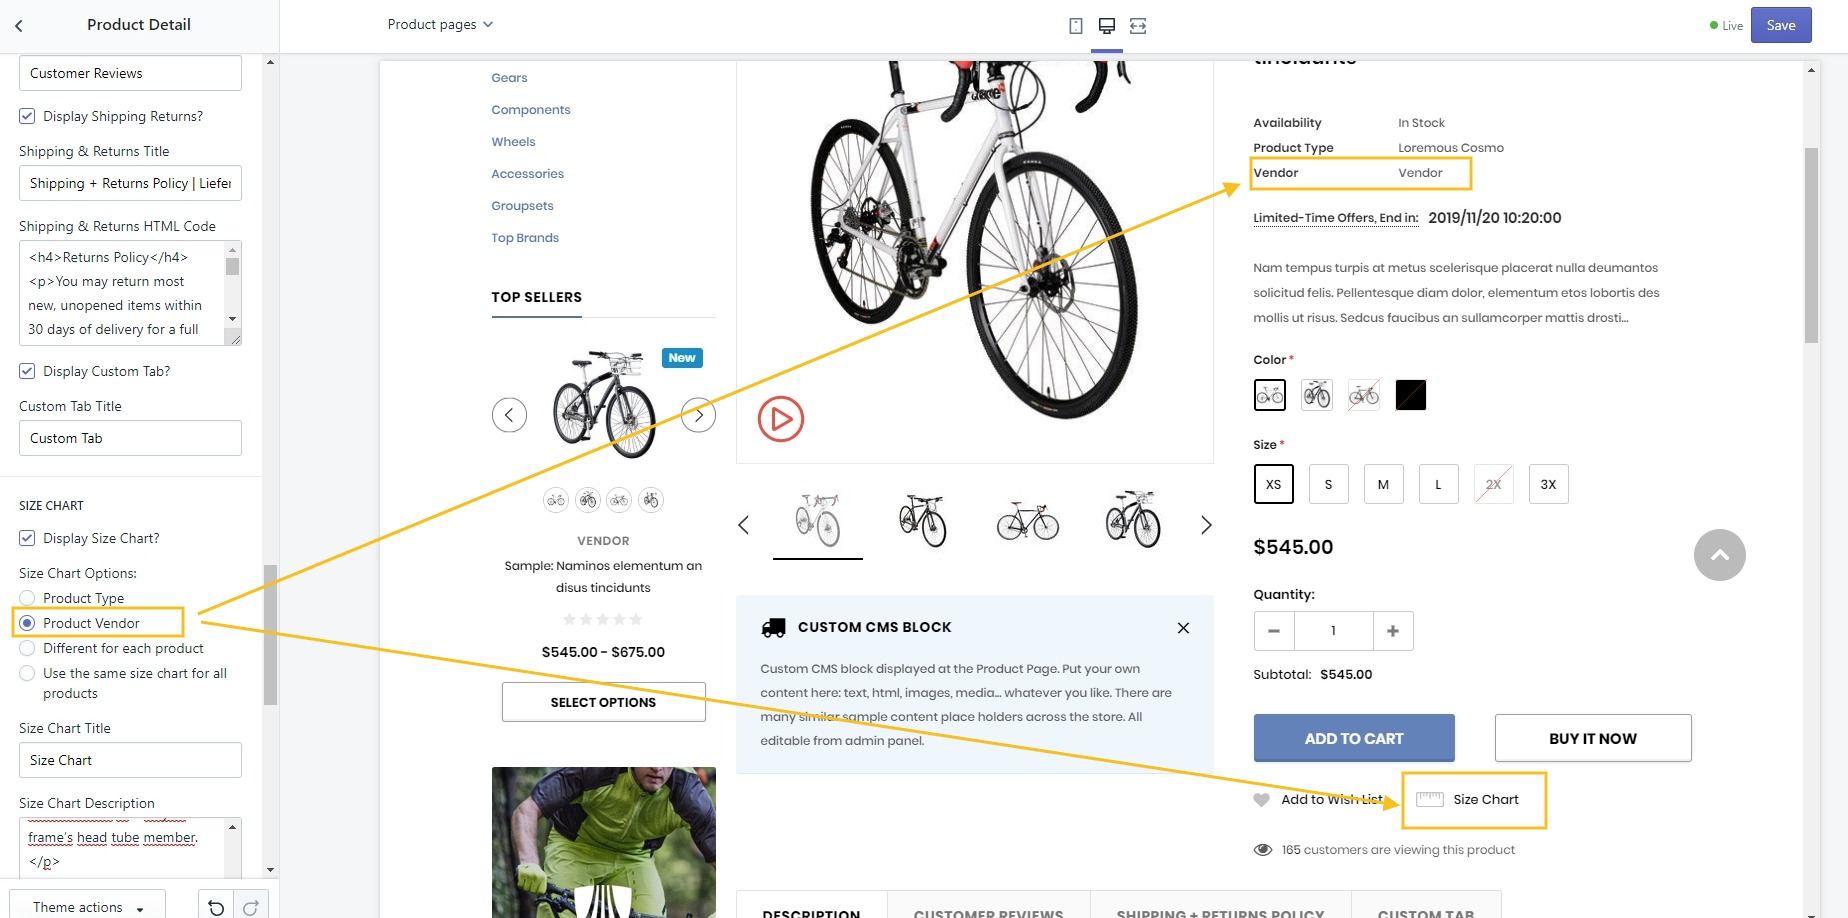 Product Detail
Product pages
Live
Save
Customer Reviews
Display Shipping Returns?
Shipping & Returns Title
Shipping + Returns Policy | Liefer
Shipping & Returns HTML Code
<h4>Returns Policy</h4>
<p>You may return most
new, unopened items within
30 days of delivery for a full
Display Custom Tab?
Custom Tab Title
Custom Tab
SIZE CHART
Display Size Chart?
Size Chart Options:
Product Type
Product Vendor
Different for each product
Use the same size chart for all
products
Size Chart Title
Size Chart
Size Chart Description
frame's head tube member.
</p>
Theme actions
Gears
Components
Wheels
Accessories
Groupsets
Top Brands
TOP SELLERS
New
VENDOR
Sample: Naminos elementum an
disus tincidunts
$545.00 - $675.00
SELECT OPTIONS
CUSTOM CMS BLOCK
Custom CMS block displayed at the Product Page. Put your own
content here: text, html, images, media... whatever you like. There are
many similar sample content place holders across the store. All
editable from admin panel.
tincidunts
Availability In Stock
Product Type Loremous Cosmo
Vendor Vendor
Limited-Time Offers, End in: 2019/11/20 10:20:00
Nam tempus turpis at metus scelerisque placerat nulla deumantos
solicitud felis. Pellentesque diam dolor, elementum etos lobortis des
mollis ut risus. Sedcus faucibus an sullamcorper mattis drosti...
Color *
Size *
XS S M L 2X 3X
$545.00
Quantity:
1
Subtotal: $545.00
ADD TO CART
BUY IT NOW
Add to Wish List
Size Chart
165 customers are viewing this product
DESCRIPTION
CUSTOMER REVIEWS
SHIPPING + RETURNS POLICY
CUSTOM TAB